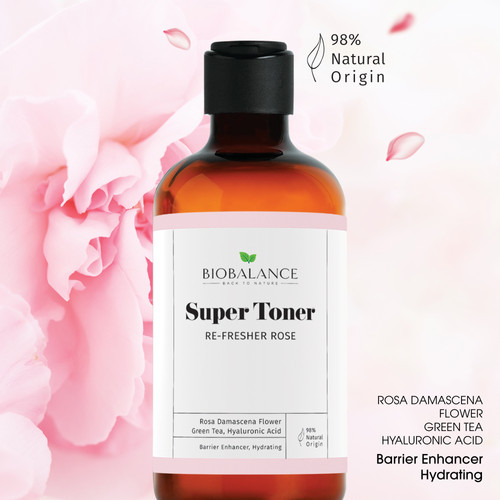 98%
Natural
Origin
BIOBALANCE
BACK TO NATURE
Super Toner
RE-FRESHER ROSE
Rosa Damascena Flower
Green Tea, Hyaluronic Acid
Barrier Enhancer, Hydrating
98%
Natural
Origin
ROSA DAMASCENA
FLOWER
GREEN TEA
HYALURONIC ACID
Barrier Enhancer
Hydrating